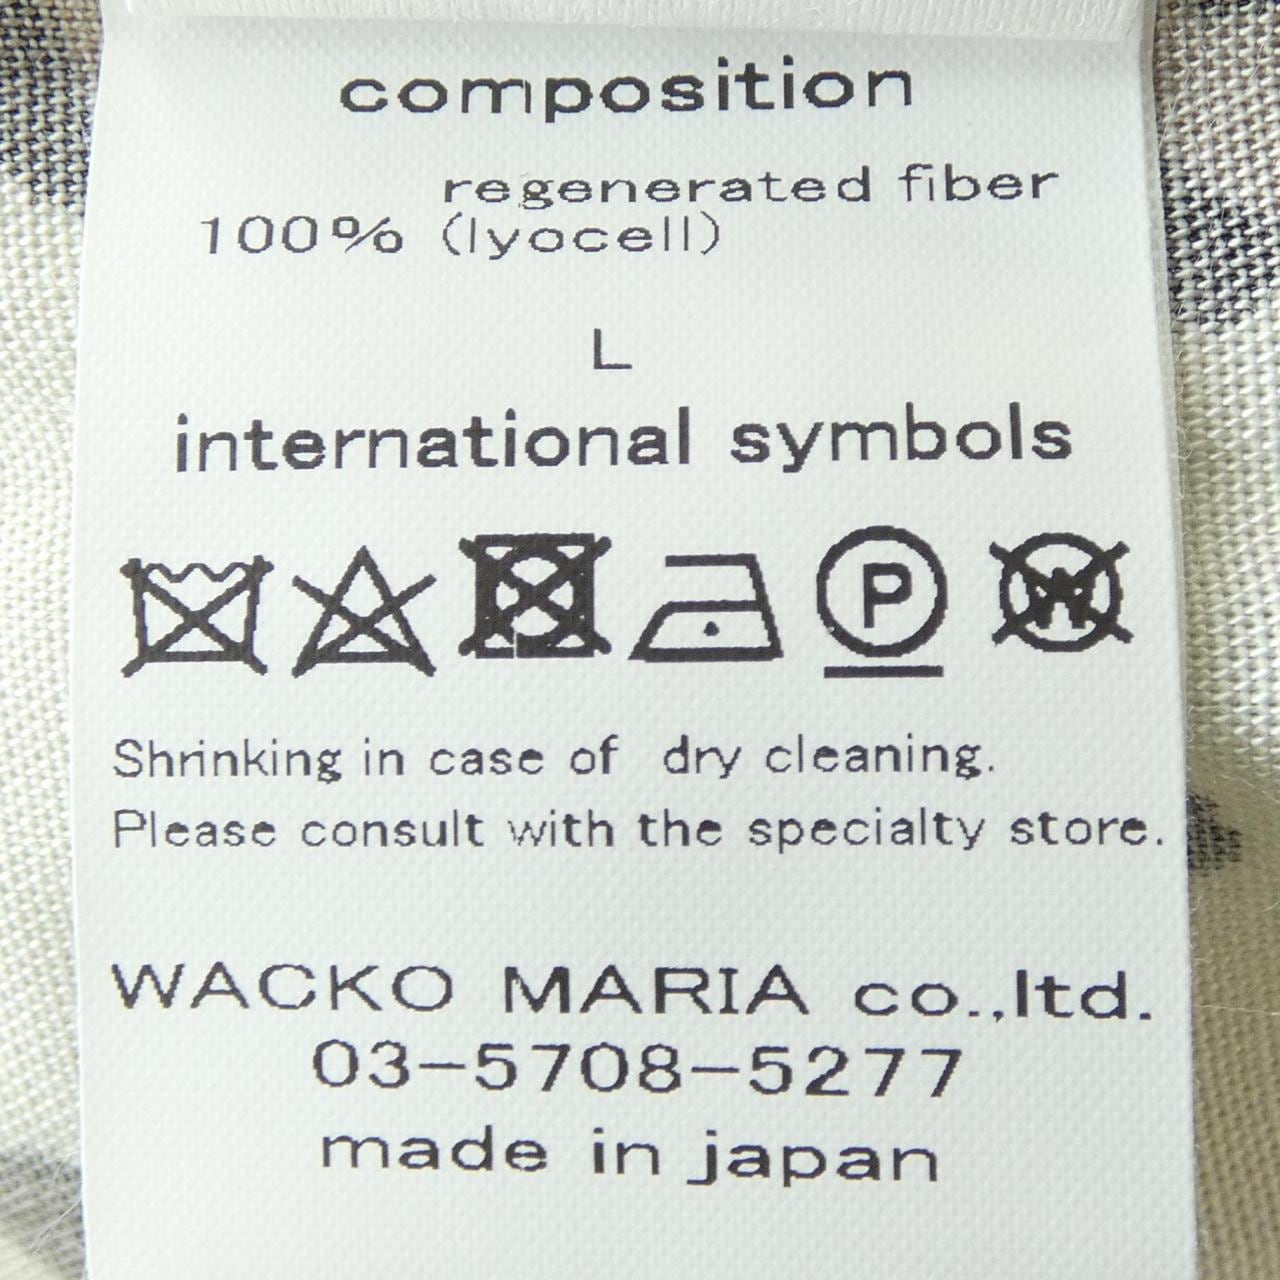 composition
regenerated fiber
100% (lyocell)
L
international symbols
P W
Shrinking in case of dry cleaning.
Please consult with the specialty store.
WACKO MARIA co.,ltd.
03-5708-5277
made in japan